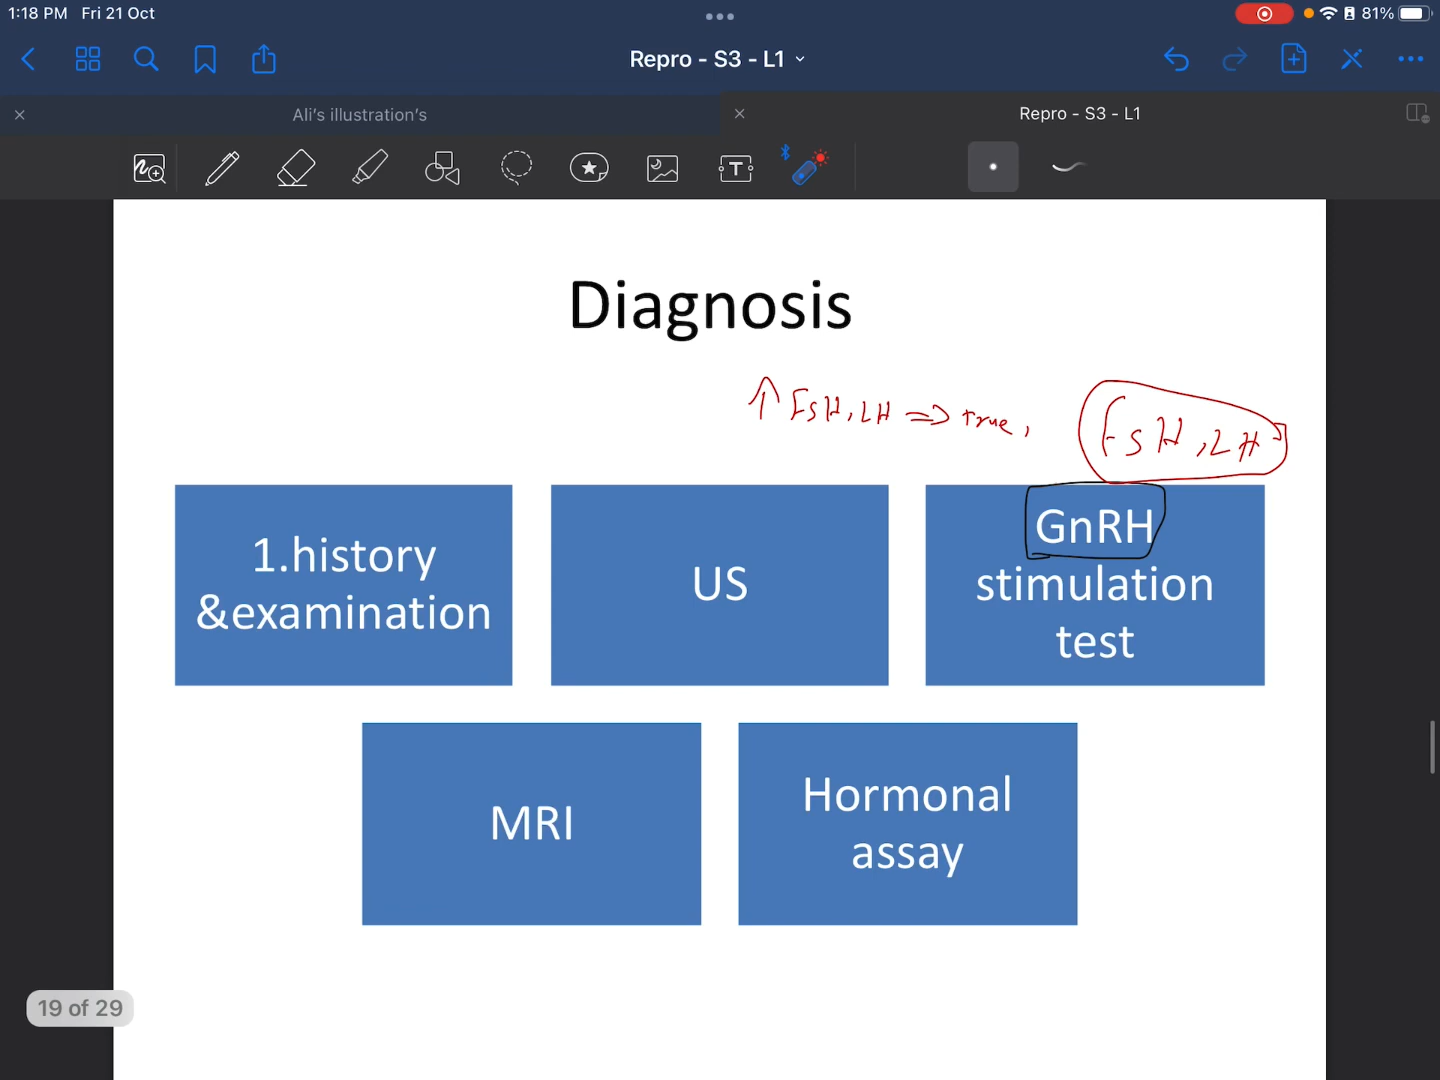 1:18 PM Fri 21 Oct
81%
Repro - S3 - L1
Ali's illustration's
Repro - S3 - L1
T
Diagnosis
↑ FSH, LH ⇒ true,
FSH, LH
1.history
&examination
US
GnRH
stimulation
test
MRI
Hormonal
assay
19 of 29